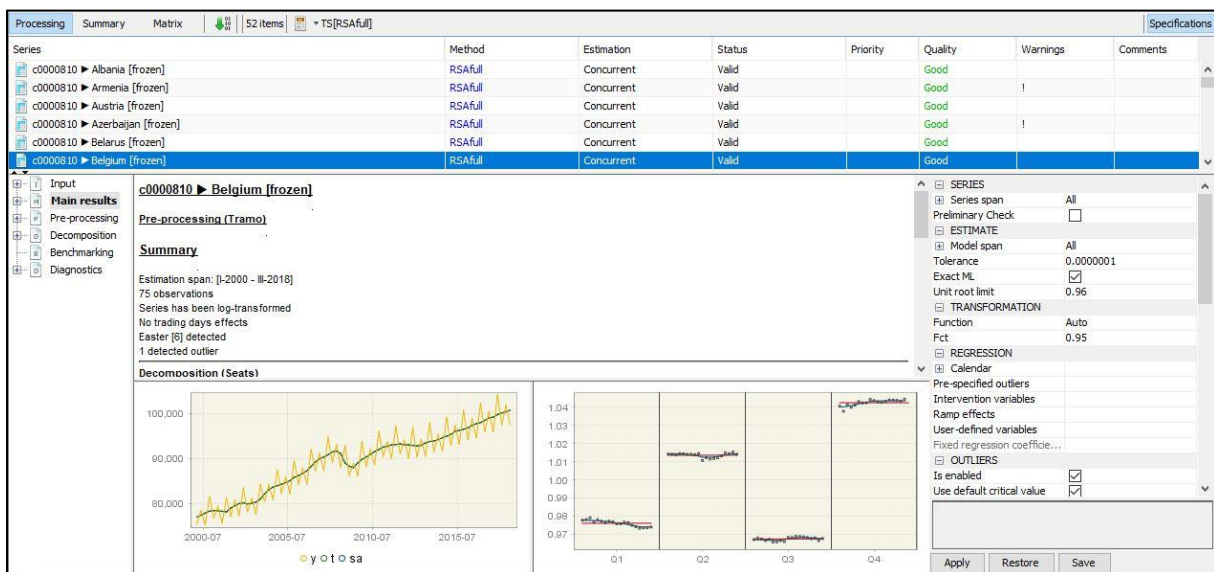 Processing Summary Matrix 52 items TS[RSAfull] Specifications
Series Method Estimation Status Priority Quality Warnings Comments
c0000810 ▶ Albania [frozen] RSAfull Concurrent Valid Good
c0000810 ▶ Armenia [frozen] RSAfull Concurrent Valid Good !
c0000810 ▶ Austria [frozen] RSAfull Concurrent Valid Good
c0000810 ▶ Azerbaijan [frozen] RSAfull Concurrent Valid Good !
c0000810 ▶ Belarus [frozen] RSAfull Concurrent Valid Good
c0000810 ▶ Belgium [frozen] RSAfull Concurrent Valid Good
Input
Main results
Pre-processing
Decomposition
Benchmarking
Diagnostics
c0000810 ▶ Belgium [frozen]
Pre-processing (Tramo)
Summary
Estimation span: [I-2000 - III-2018]
75 observations
Series has been log-transformed
No trading days effects
Easter [6] detected
1 detected outlier
Decomposition (Seats)
100,000
90,000
80,000
2000-07 2005-07 2010-07 2015-07
y t sa
1.04
1.03
1.02
1.01
1.00
0.99
0.98
0.97
Q1 Q2 Q3 Q4
SERIES
Series span All
Preliminary Check
ESTIMATE
Model span All
Tolerance 0.0000001
Exact ML
Unit root limit 0.96
TRANSFORMATION
Function Auto
Fct 0.95
REGRESSION
Calendar
Pre-specified outliers
Intervention variables
Ramp effects
User-defined variables
Fixed regression coefficie...
OUTLIERS
Is enabled
Use default critical value
Apply Restore Save